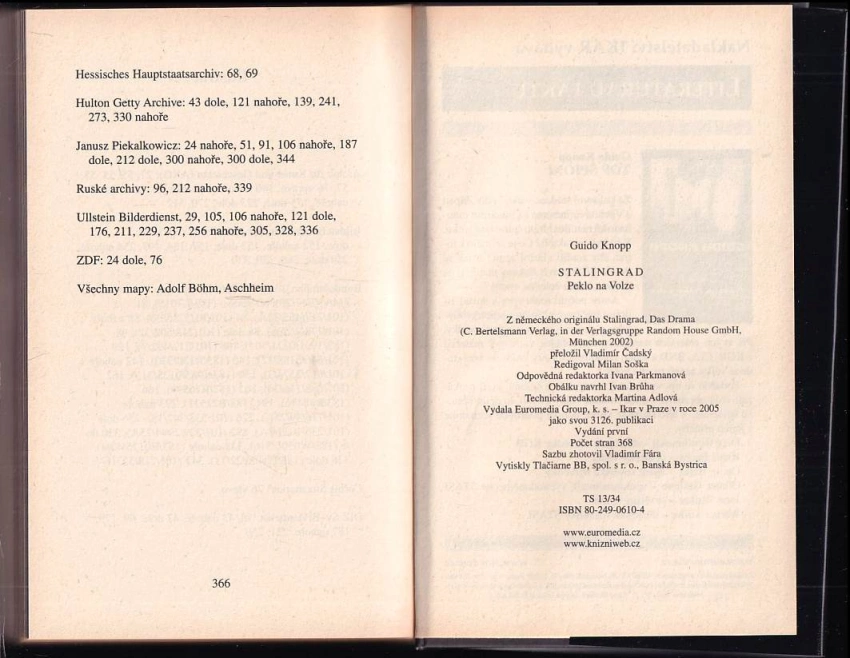 Hessisches Hauptstaatsarchiv: 68, 69
Hulton Getty Archive: 43 dole, 121 nahoře, 139, 241,
273, 330 nahoře
Janusz Piekalkowicz: 24 nahoře, 51, 91, 106 nahoře, 187
dole, 212 dole, 300 nahoře, 300 dole, 344
Ruské archivy: 96, 212 nahoře, 339
Ullstein Bilderdienst, 29, 105, 106 nahoře, 121 dole,
176, 211, 229, 237, 256 nahoře, 305, 328, 336
ZDF: 24 dole, 76
Všechny mapy: Adolf Böhm, Aschheim
366
Guido Knopp
STALINGRAD
Peklo na Volze
Z německého originálu Stalingrad, Das Drama
(C. Bertelsmann Verlag, in der Verlagsgruppe Random House GmbH,
München 2002)
přeložil Vladimír Čadský
Redigoval Milan Soška
Odpovědná redaktorka Ivana Parkmanová
Obálku navrhl Ivan Brůha
Technická redaktorka Martina Adlová
Vydala Euromedia Group, k. s. – Ikar v Praze v roce 2005
jako svou 3126. publikaci
Vydání první
Počet stran 368
Sazbu zhotovil Vladimír Fára
Vytiskly Tlačiarne BB, spol. s r. o., Banská Bystrica
TS 13/34
ISBN 80-249-0610-4
www.euromedia.cz
www.knizniweb.cz